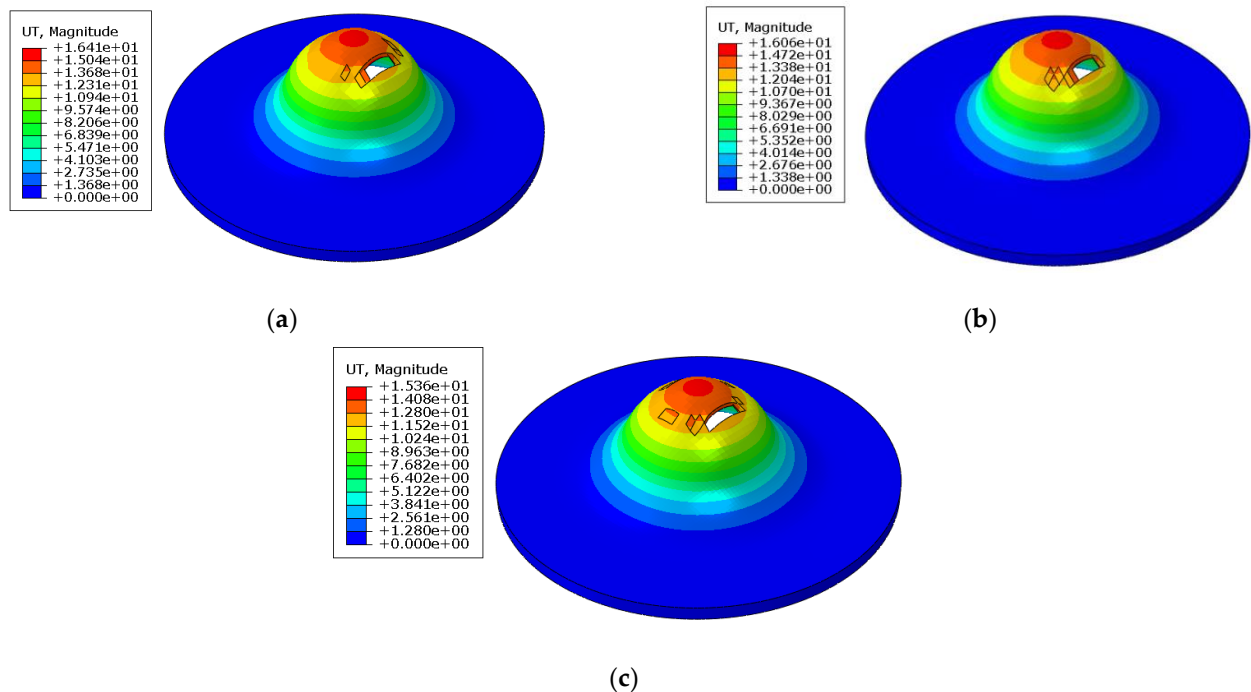 UT, Magnitude
+1.641e+01
+1.504e+01
+1.368e+01
+1.231e+01
+1.094e+01
+9.574e+00
+8.206e+00
+6.839e+00
+5.471e+00
+4.103e+00
+2.735e+00
+1.368e+00
+0.000e+00
(a)
UT, Magnitude
+1.606e+01
+1.472e+01
+1.338e+01
+1.204e+01
+1.070e+01
+9.367e+00
+8.029e+00
+6.691e+00
+5.352e+00
+4.014e+00
+2.676e+00
+1.338e+00
+0.000e+00
(b)
UT, Magnitude
+1.536e+01
+1.408e+01
+1.280e+01
+1.152e+01
+1.024e+01
+8.963e+00
+7.682e+00
+6.402e+00
+5.122e+00
+3.841e+00
+2.561e+00
+1.280e+00
+0.000e+00
(c)